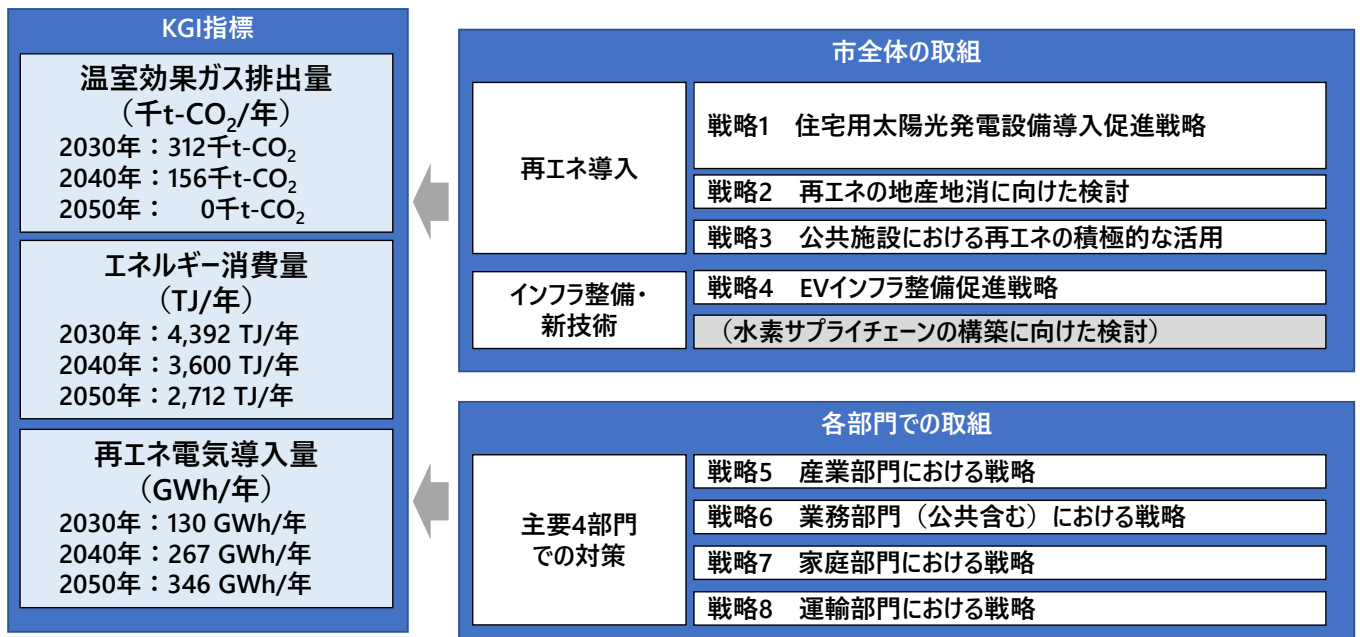 KGI指標
温室効果ガス排出量
（千t-CO₂/年）
2030年：312千t-CO₂
2040年：156千t-CO₂
2050年：　0千t-CO₂
エネルギー消費量
（TJ/年）
2030年：4,392 TJ/年
2040年：3,600 TJ/年
2050年：2,712 TJ/年
再エネ電気導入量
（GWh/年）
2030年：130 GWh/年
2040年：267 GWh/年
2050年：346 GWh/年
市全体の取組
再エネ導入
戦略1　住宅用太陽光発電設備導入促進戦略
戦略2　再エネの地産地消に向けた検討
戦略3　公共施設における再エネの積極的な活用
インフラ整備・
新技術
戦略4　EVインフラ整備促進戦略
（水素サプライチェーンの構築に向けた検討）
各部門での取組
主要4部門
での対策
戦略5　産業部門における戦略
戦略6　業務部門（公共含む）における戦略
戦略7　家庭部門における戦略
戦略8　運輸部門における戦略